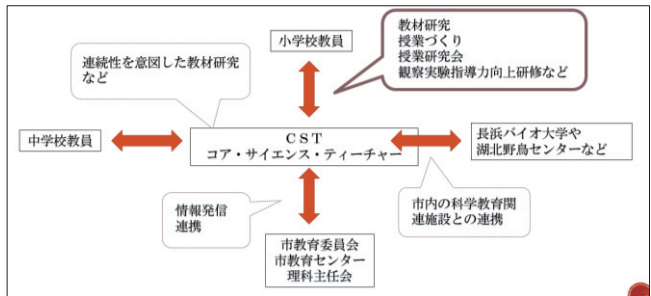 小学校教員
教材研究
授業づくり
授業研究会
観察実験指導力向上研修など
連続性を意図した教材研究
など
中学校教員
CST
コア・サイエンス・ティーチャー
長浜バイオ大学や
湖北野鳥センターなど
情報発信
連携
市内の科学教育関
連施設との連携
市教育委員会
市教育センター
理科主任会